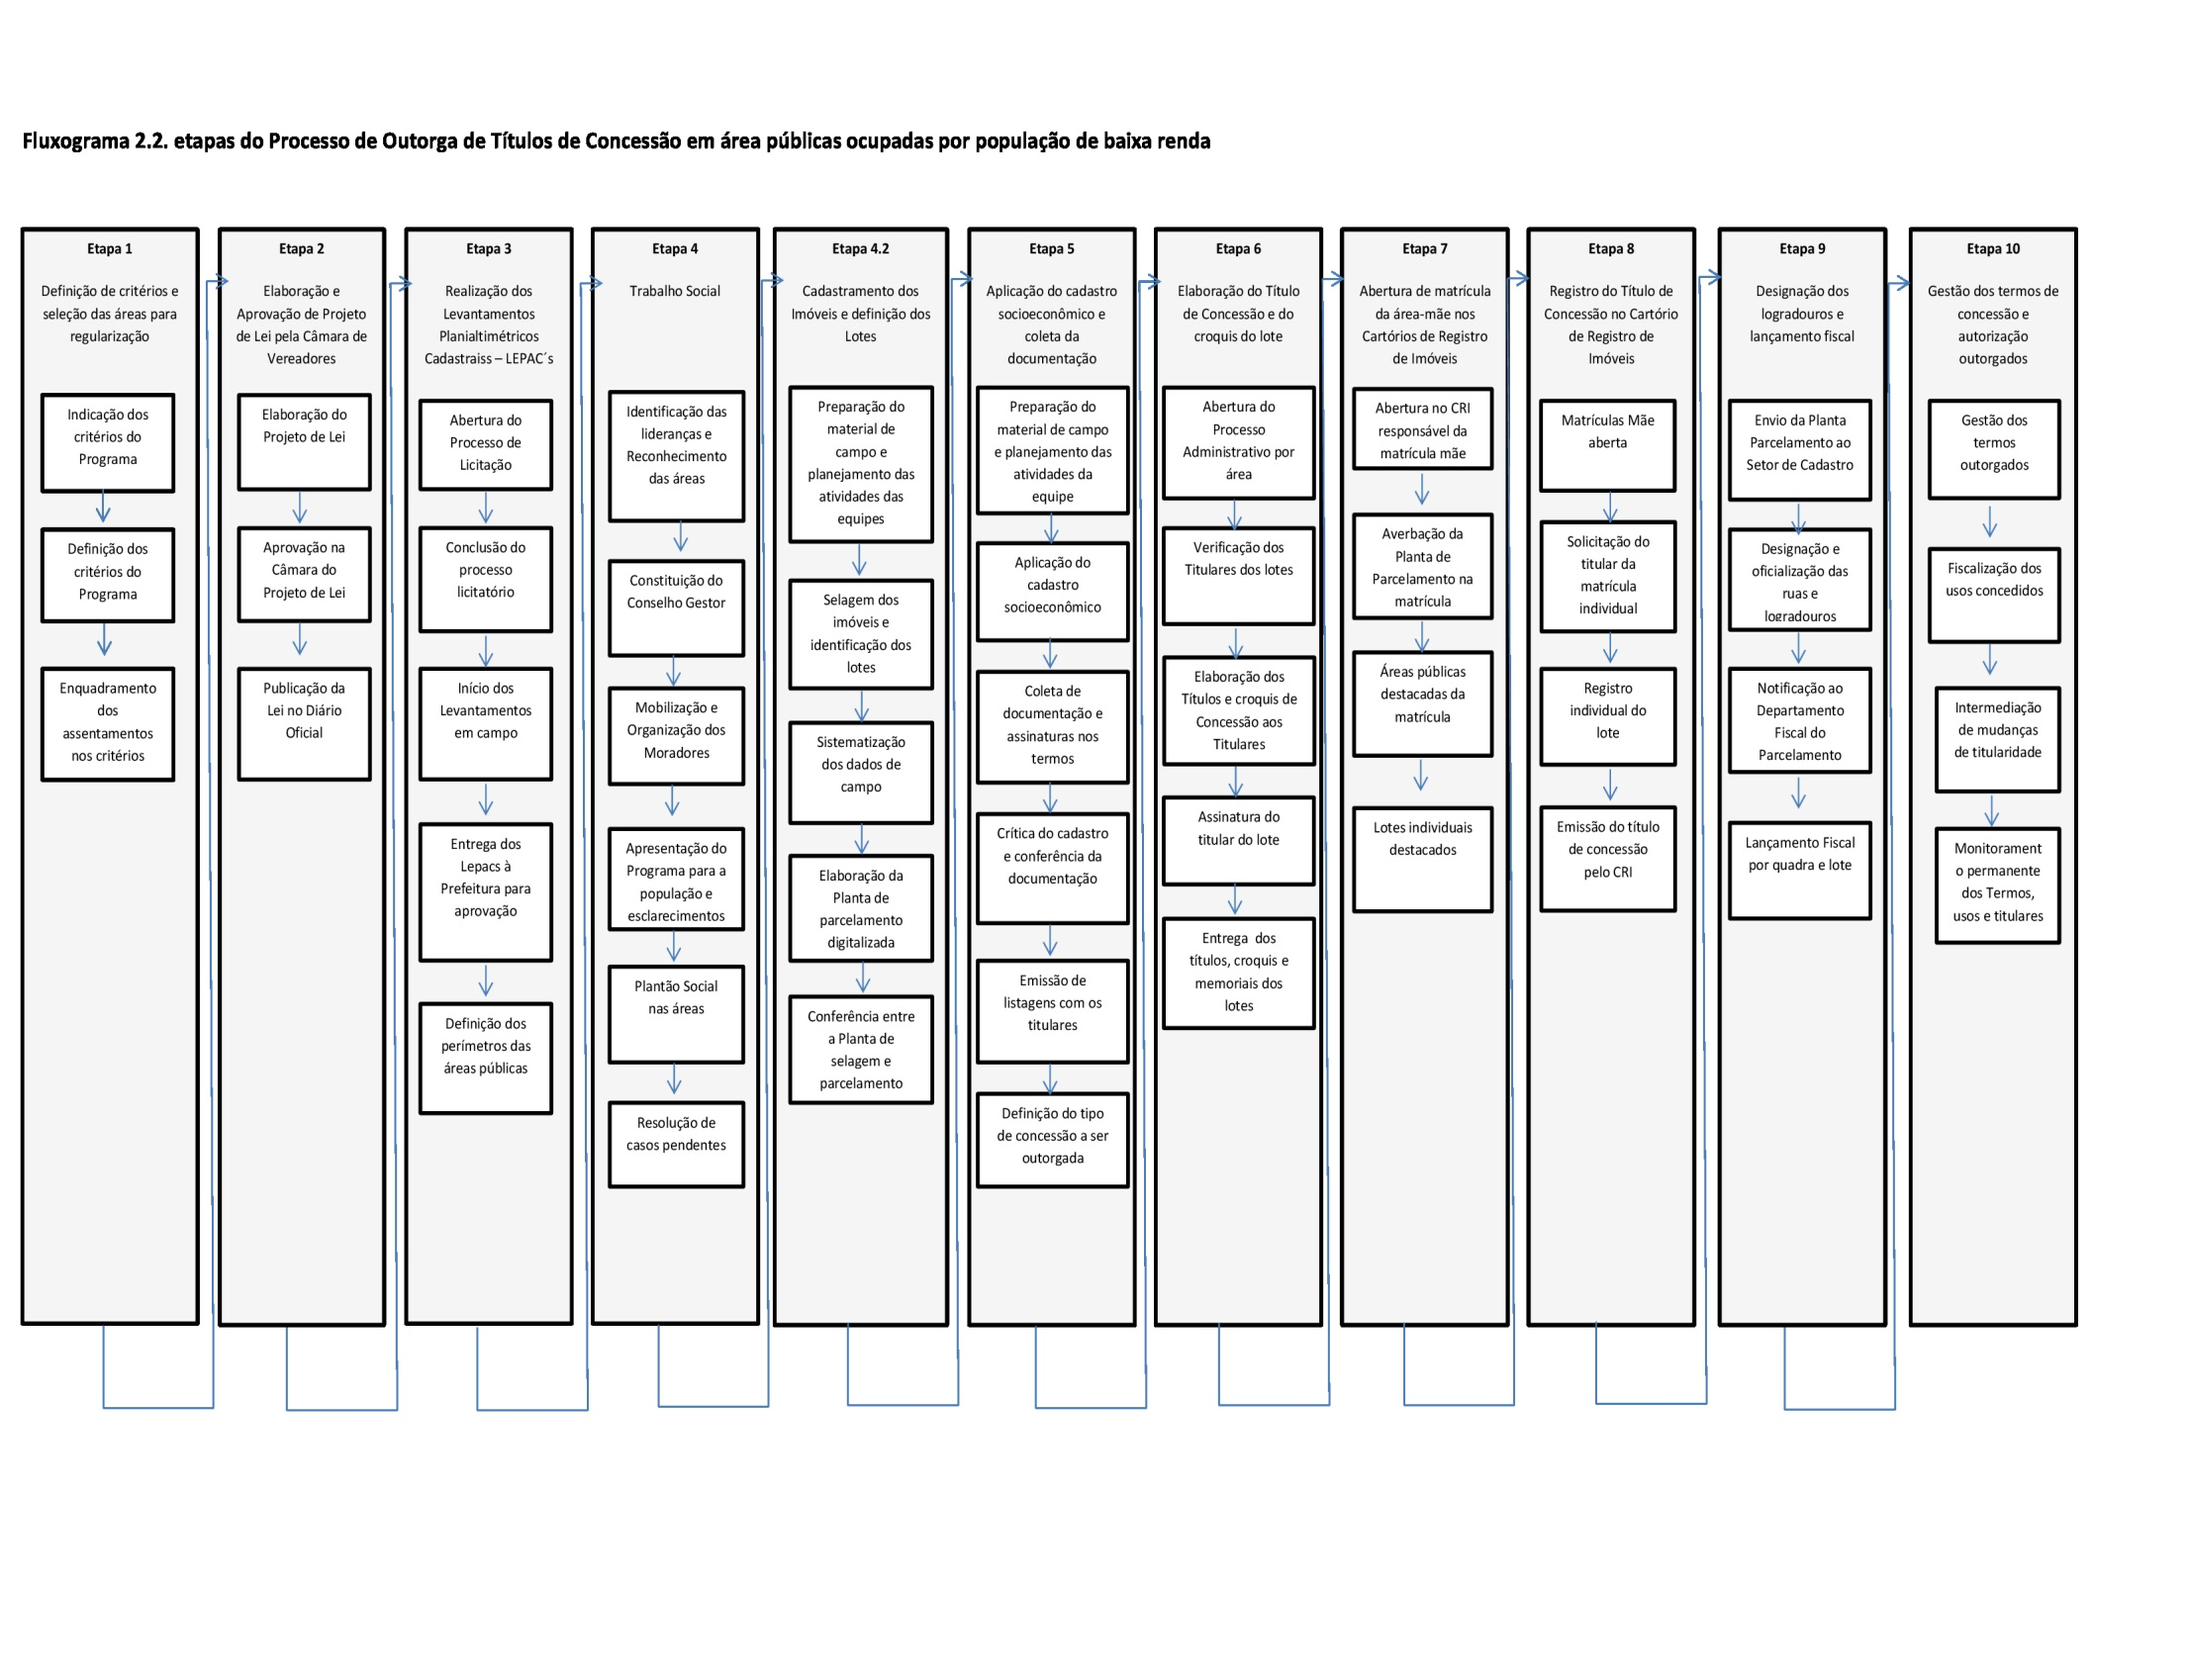 Fluxograma 2.2. etapas do Processo de Outorga de Títulos de Concessão em área públicas ocupadas por população de baixa renda
Etapa 1
Definição de critérios e
seleção das áreas para
regularização
Indicação dos
critérios do
Programa
Definição dos
critérios do
Programa
Enquadramento
dos
assentamentos
nos critérios
Etapa 2
Elaboração e
Aprovação de Projeto
de Lei pela Câmara de
Vereadores
Elaboração do
Projeto de Lei
Aprovação na
Câmara do
Projeto de Lei
Publicação da
Lei no Diário
Oficial
Etapa 3
Realização dos
Levantamentos
Planialtimétricos
Cadastraiss – LEPAC´s
Abertura do
Processo de
Licitação
Conclusão do
processo
licitatório
Início dos
Levantamentos
em campo
Entrega dos
Lepacs à
Prefeitura para
aprovação
Definição dos
perímetros das
áreas públicas
Etapa 4
Trabalho Social
Identificação das
lideranças e
Reconhecimento
das áreas
Constituição do
Conselho Gestor
Mobilização e
Organização dos
Moradores
Apresentação do
Programa para a
população e
esclarecimentos
Plantão Social
nas áreas
Resolução de
casos pendentes
Etapa 4.2
Cadastramento dos
Imóveis e definição dos
Lotes
Preparação do
material de
campo e
planejamento das
atividades das
equipes
Selagem dos
imóveis e
identificação dos
lotes
Sistematização
dos dados de
campo
Elaboração da
Planta de
parcelamento
digitalizada
Conferência entre
a Planta de
selagem e
parcelamento
Etapa 5
Aplicação do cadastro
socioeconômico e
coleta da
documentação
Preparação do
material de campo
e planejamento das
atividades da
equipe
Aplicação do
cadastro
socioeconômico
Coleta de
documentação e
assinaturas nos
termos
Crítica do cadastro
e conferência da
documentação
Emissão de
listagens com os
titulares
Definição do tipo
de concessão a ser
outorgada
Etapa 6
Elaboração do Título
de Concessão e do
croquis do lote
Abertura do
Processo
Administrativo por
área
Verificação dos
Titulares dos lotes
Elaboração dos
Títulos e croquis de
Concessão aos
Titulares
Assinatura do
titular do lote
Entrega dos
títulos, croquis e
memoriais dos
lotes
Etapa 7
Abertura de matrícula
da área-mãe nos
Cartórios de Registro
de Imóveis
Abertura no CRI
responsável da
matrícula mãe
Averbação da
Planta de
Parcelamento na
matrícula
Áreas públicas
destacadas da
matrícula
Lotes individuais
destacados
Etapa 8
Registro do Título de
Concessão no Cartório
de Registro de
Imóveis
Matrículas Mãe
aberta
Solicitação do
titular da
matrícula
individual
Registro
individual do
lote
Emissão do título
de concessão
pelo CRI
Etapa 9
Designação dos
logradouros e
lançamento fiscal
Envio da Planta
Parcelamento ao
Setor de Cadastro
Designação e
oficialização das
ruas e
logradouros
Notificação ao
Departamento
Fiscal do
Parcelamento
Lançamento Fiscal
por quadra e lote
Etapa 10
Gestão dos termos de
concessão e
autorização
outorgados
Gestão dos
termos
outorgados
Fiscalização dos
usos concedidos
Intermediação
de mudanças
de titularidade
Monitorament
o permanente
dos Termos,
usos e titulares